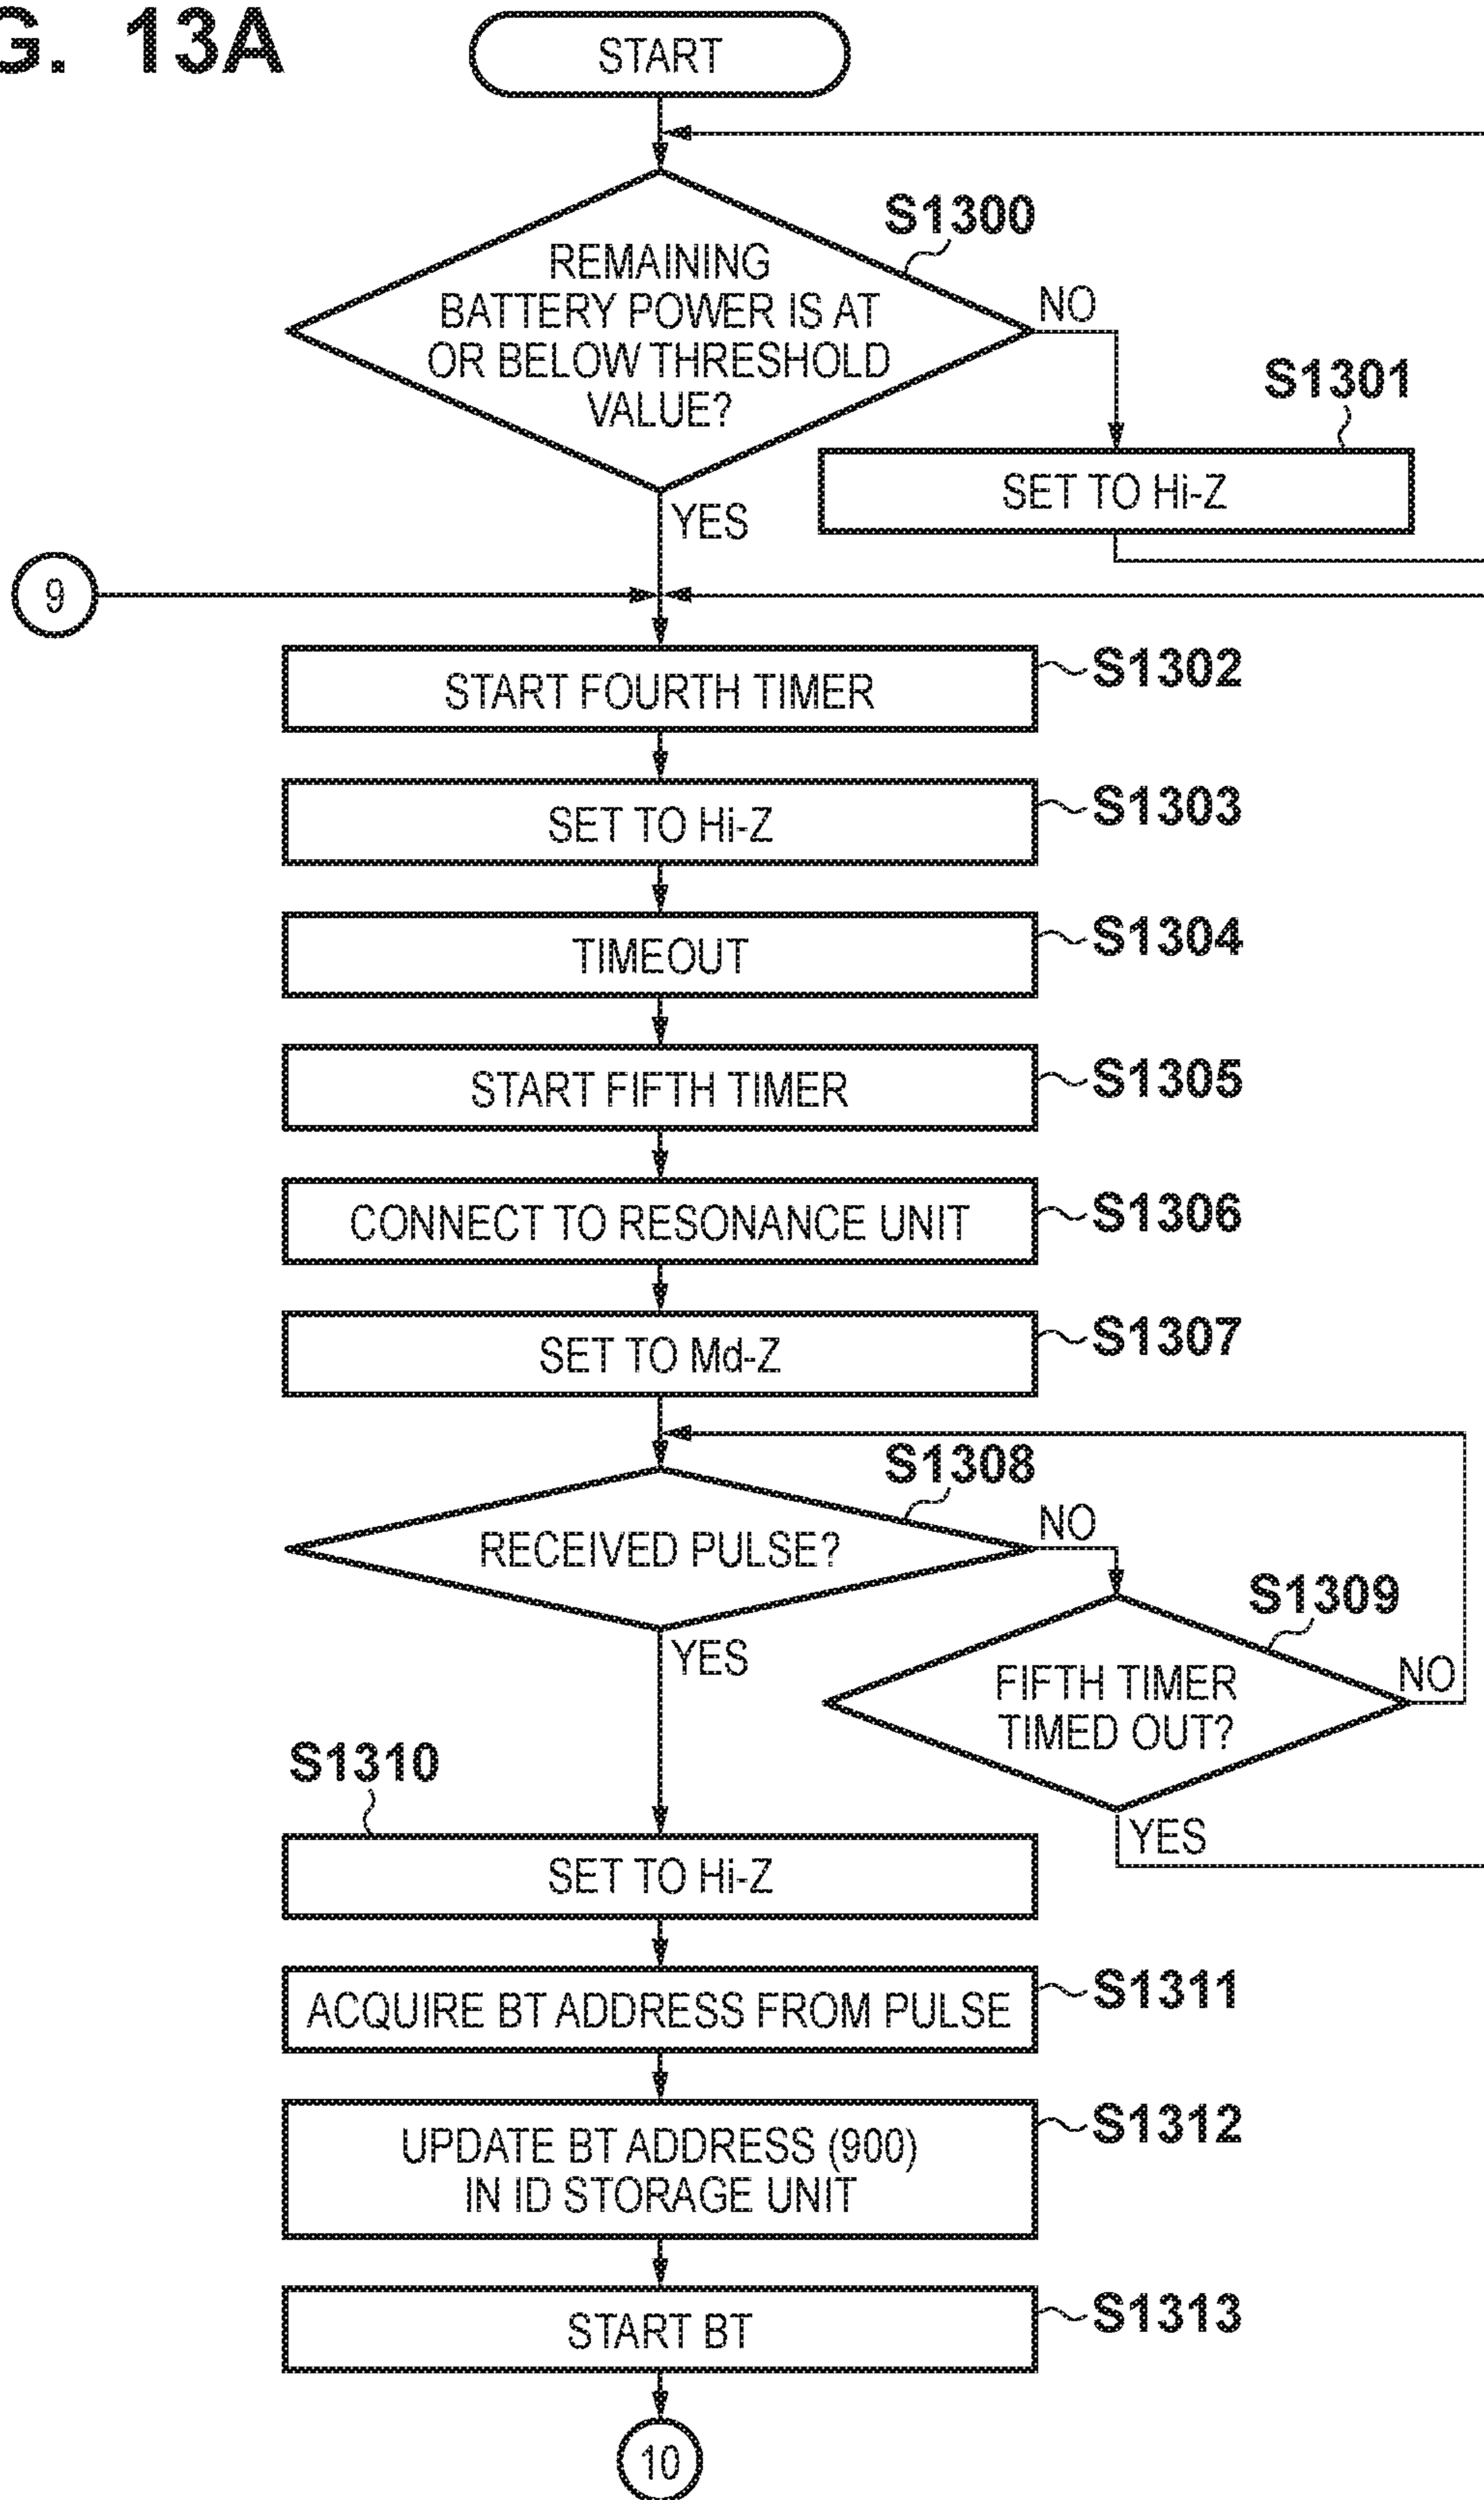 G. 13A
START
S1300
REMAINING
BATTERY POWER IS AT
OR BELOW THRESHOLD
VALUE?
NO
S1301
SET TO Hi-Z
YES
9
START FOURTH TIMER
S1302
SET TO Hi-Z
S1303
TIMEOUT
S1304
START FIFTH TIMER
S1305
CONNECT TO RESONANCE UNIT
S1306
SET TO Md-Z
S1307
S1308
RECEIVED PULSE?
NO
S1309
YES
FIFTH TIMER
TIMED OUT?
NO
S1310
YES
SET TO Hi-Z
ACQUIRE BT ADDRESS FROM PULSE
S1311
UPDATE BT ADDRESS (900)
IN ID STORAGE UNIT
S1312
START BT
S1313
10